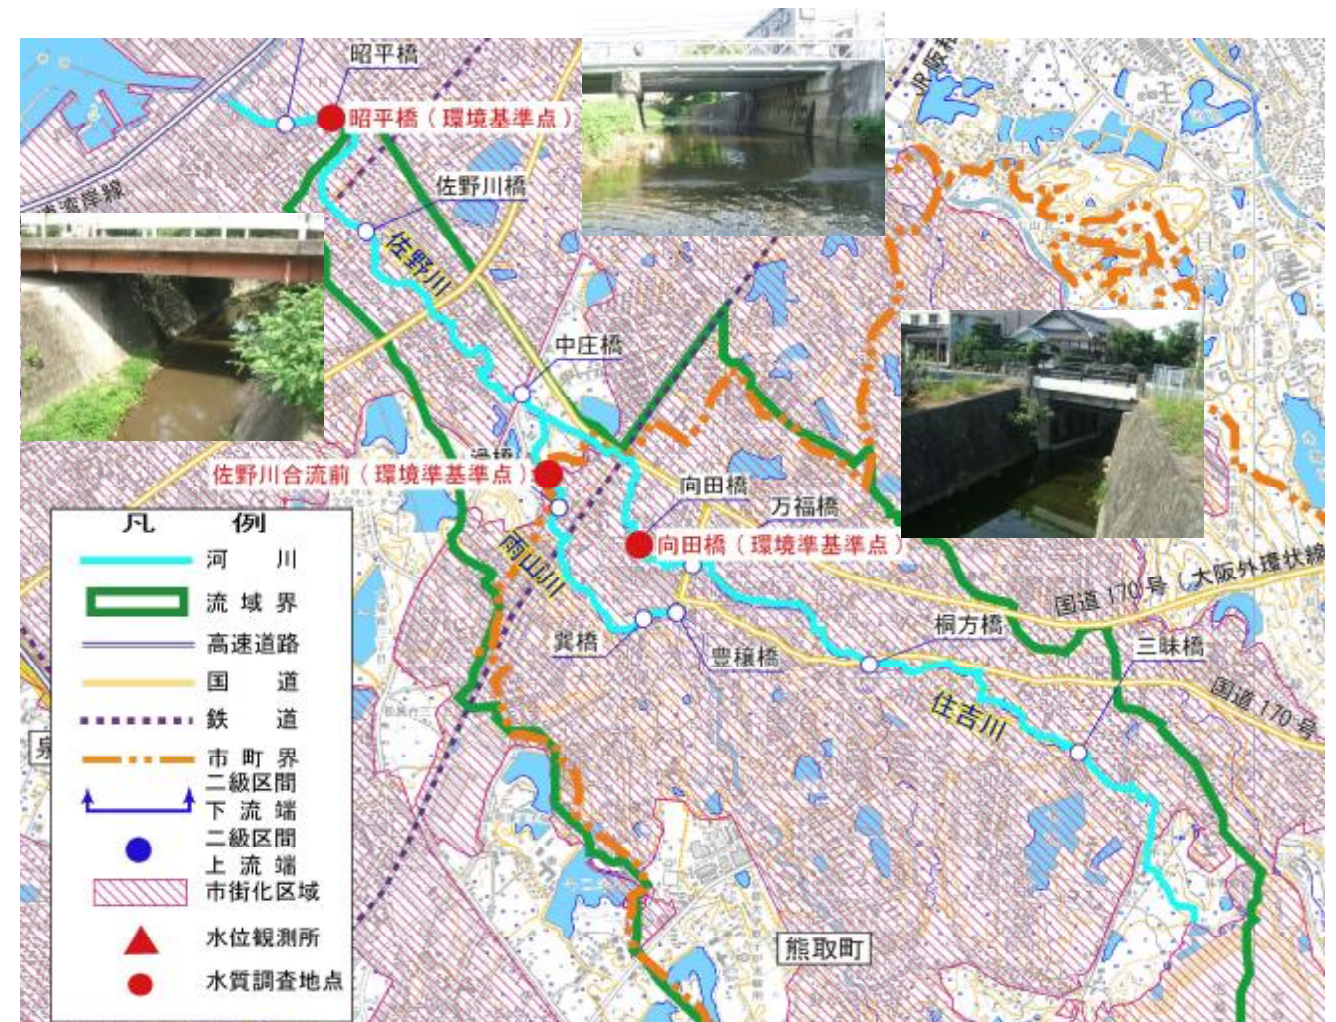 昭平橋
昭平橋（環境基準点）
佐野川橋
佐野川
中庄橋
佐野川合流前（環境準基準点）
向田橋
万福橋
向田橋（環境準基準点）
雨山川
国道170号（大阪外環状線
桐方橋
三昧橋
巽橋
豊穣橋
住吉川
国道170号
熊取町
凡　例
河　川
流域界
高速道路
国　道
鉄　道
市町界
二級区間
下流端
二級区間
上流端
市街化区域
水位観測所
水質調査地点